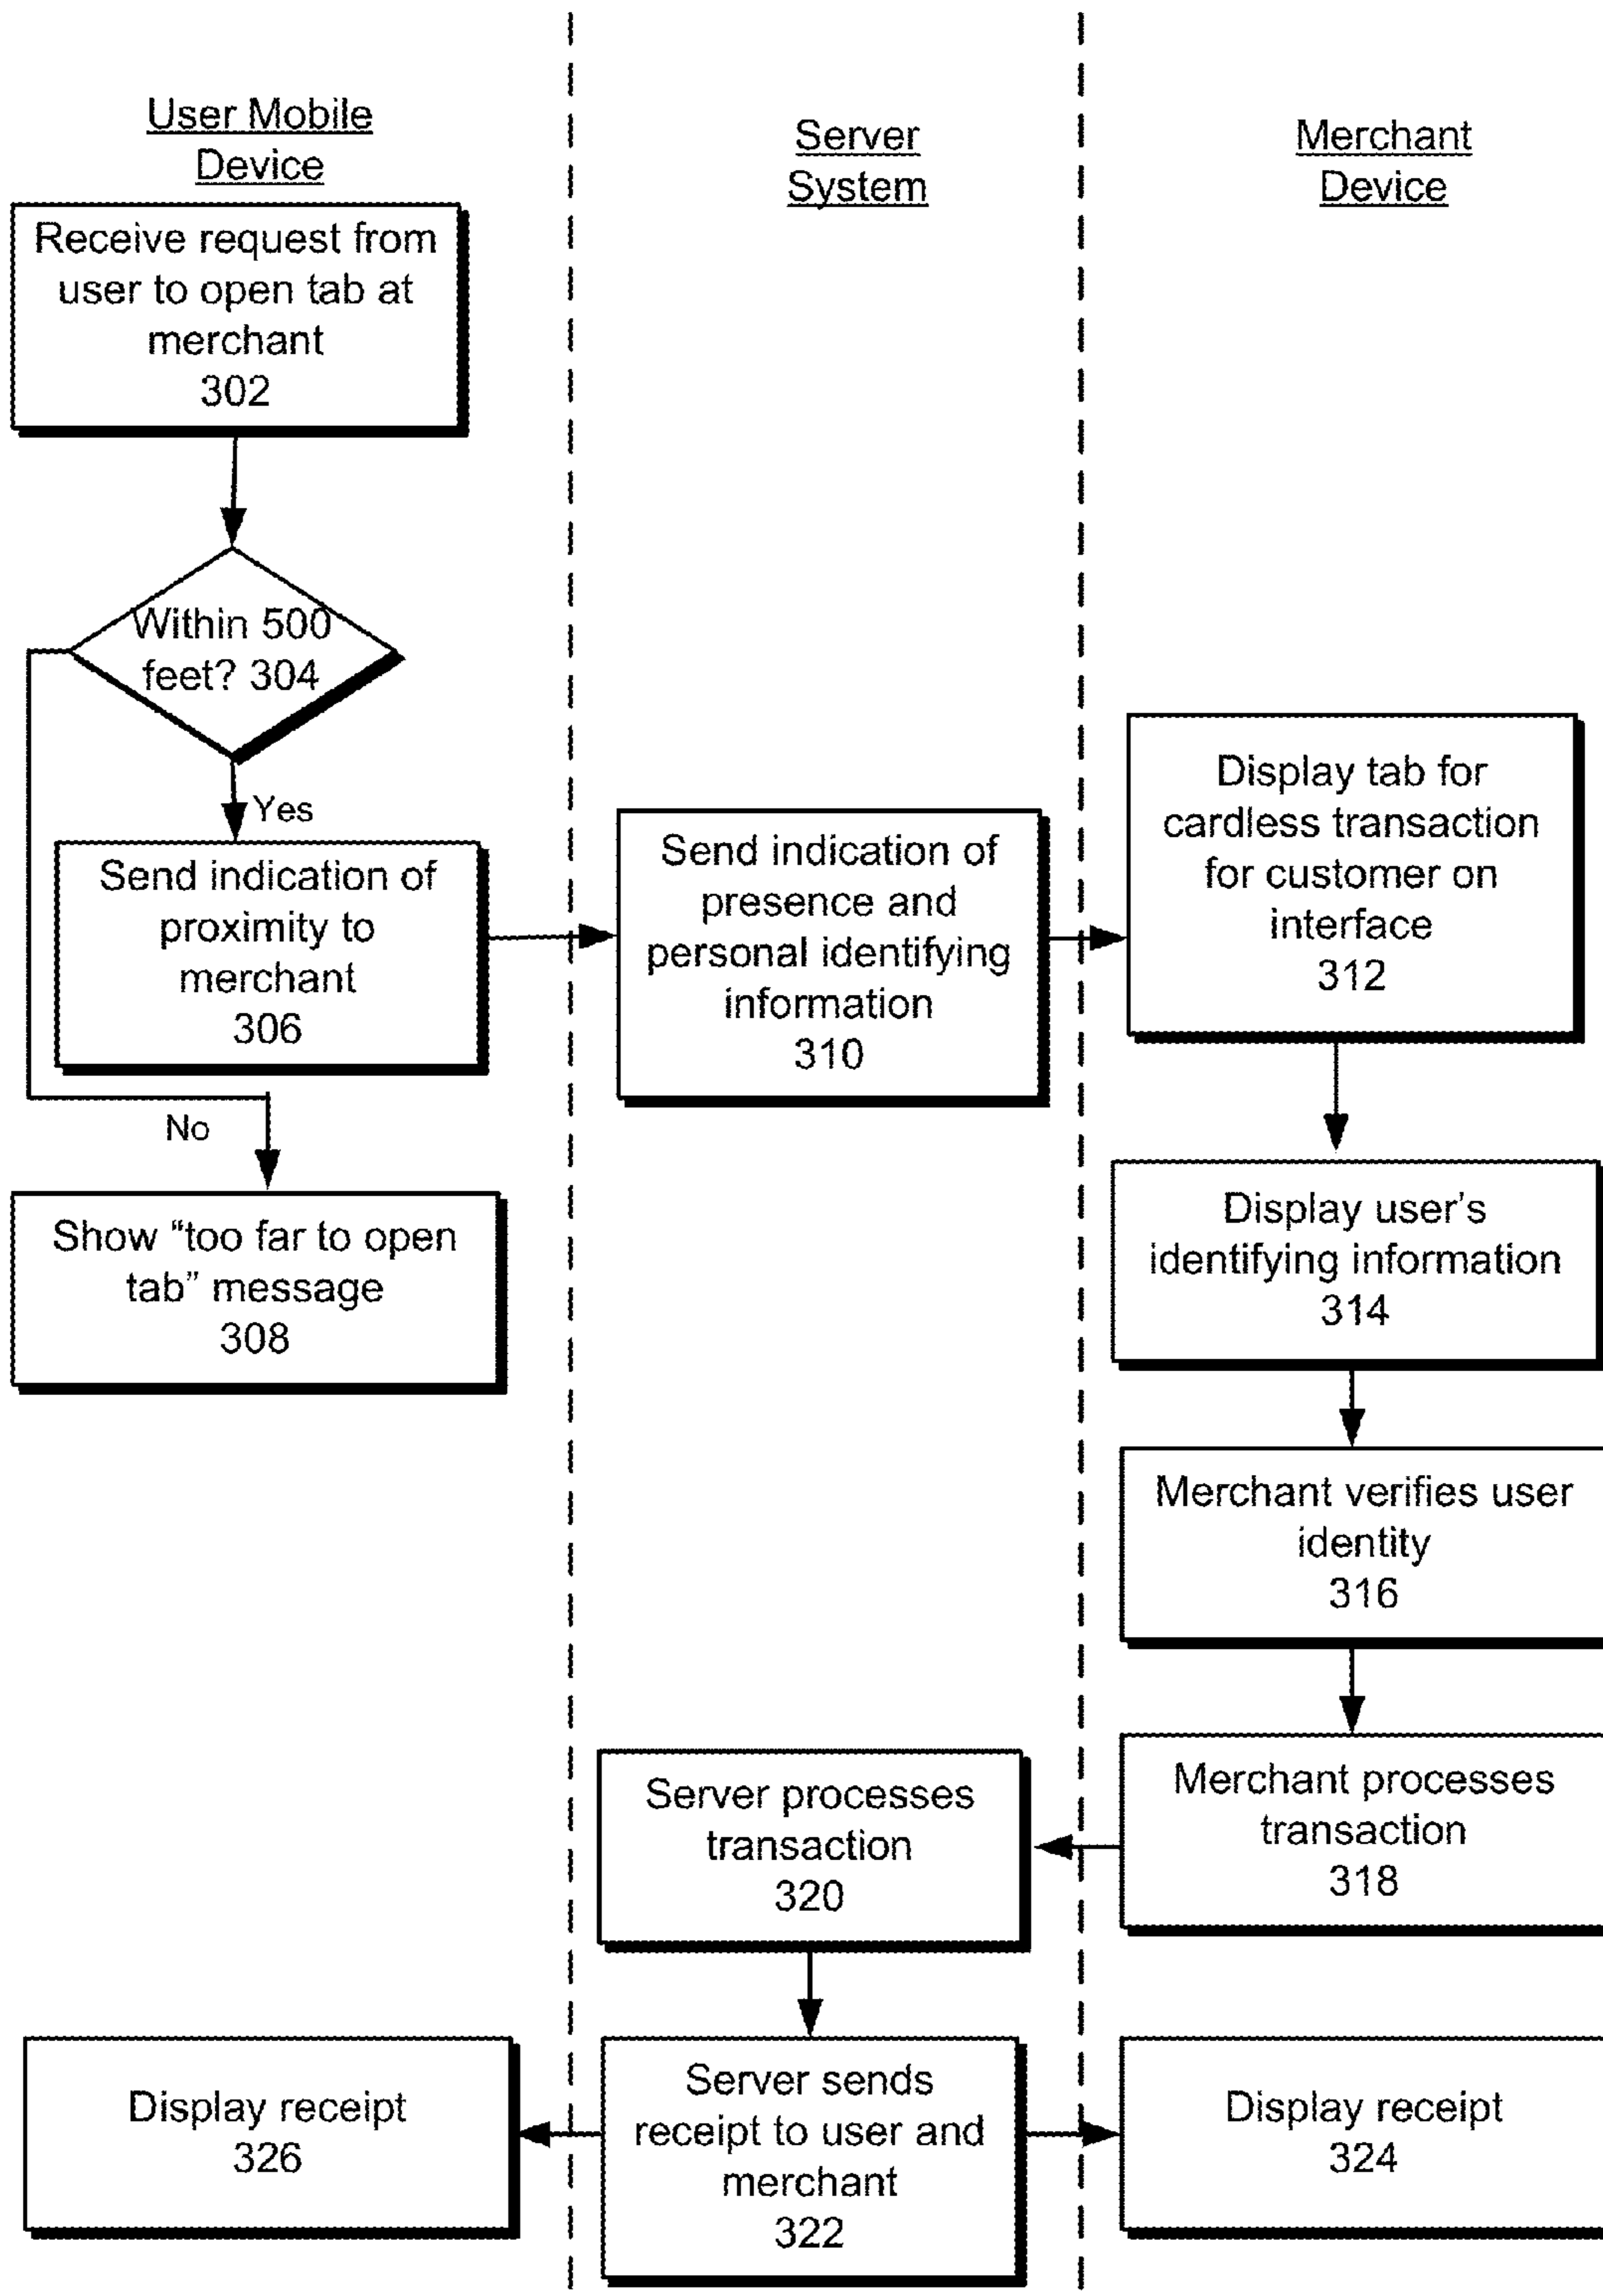 User Mobile
Device
Server
System
Merchant
Device
Receive request from
user to open tab at
merchant
302
Within 500
feet? 304
Yes
Send indication of
proximity to
merchant
306
No
Show “too far to open
tab” message
308
Send indication of
presence and
personal identifying
information
310
Display tab for
cardless transaction
for customer on
interface
312
Display user’s
identifying information
314
Merchant verifies user
identity
316
Merchant processes
transaction
318
Server processes
transaction
320
Server sends
receipt to user and
merchant
322
Display receipt
324
Display receipt
326